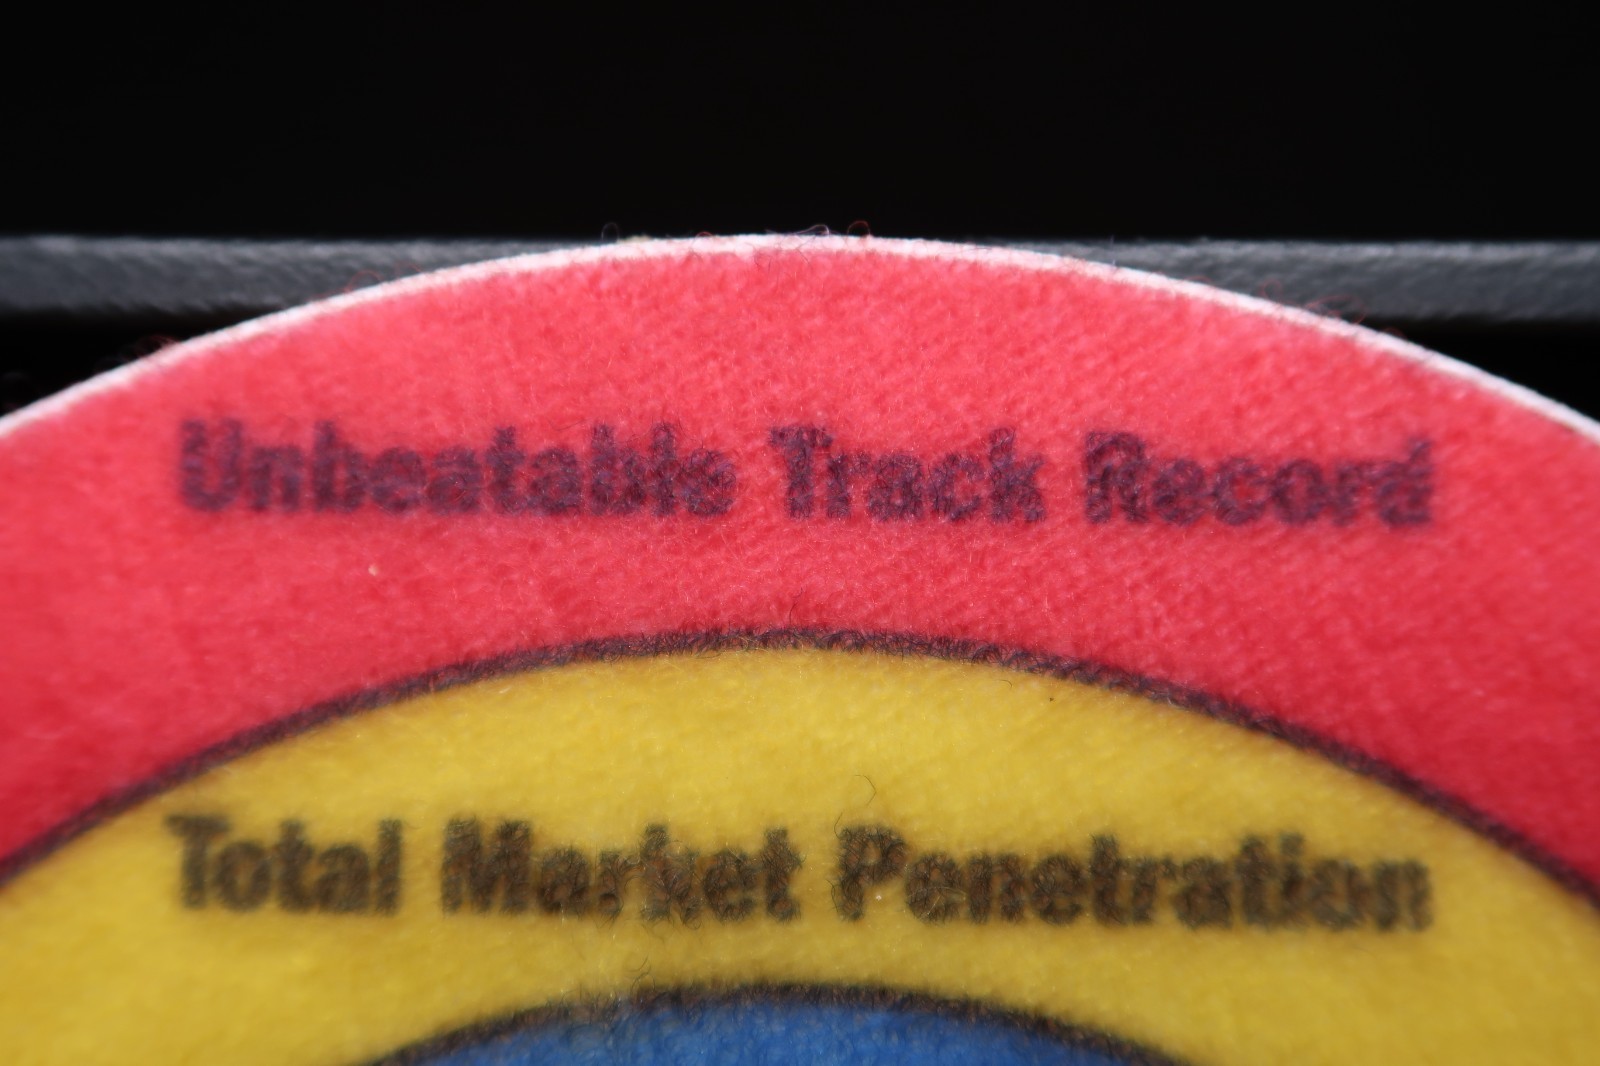 Unbeatable Track Record
Total Market Penetration